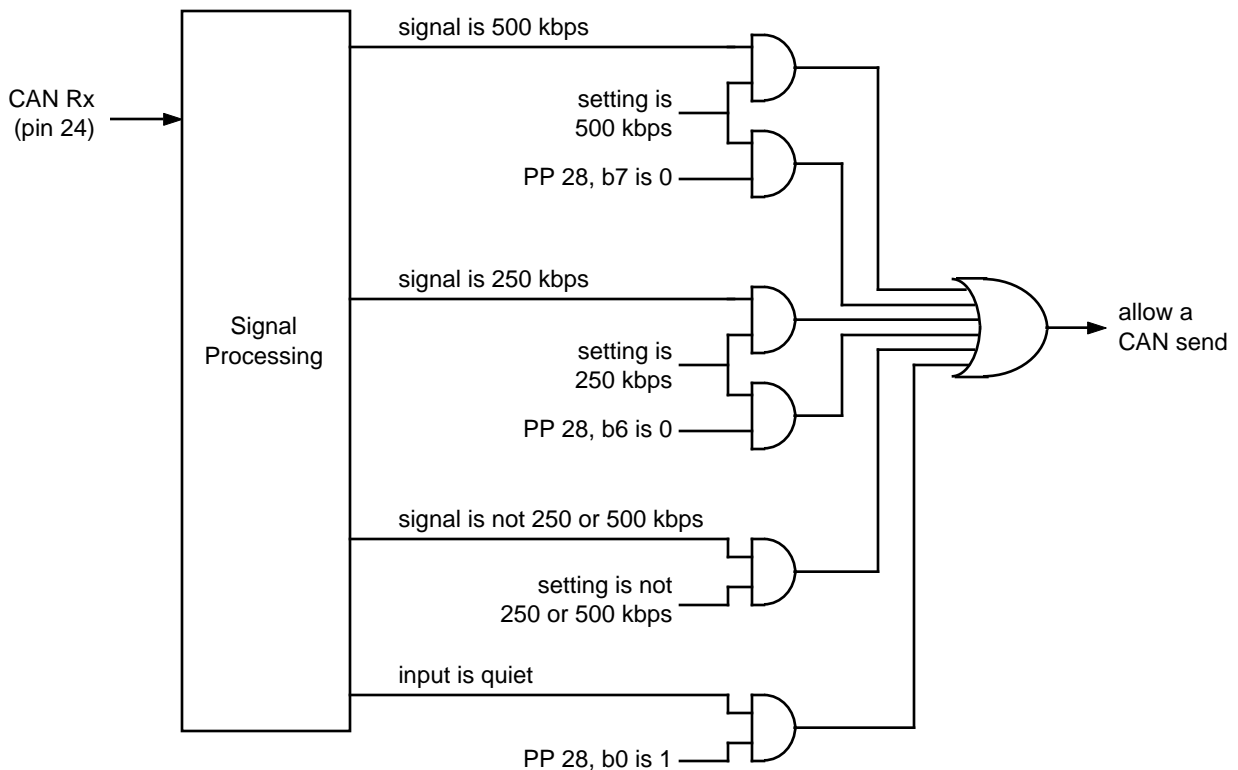 signal is 500 kbps
CAN Rx
(pin 24)
setting is
500 kbps
PP 28, b7 is 0
signal is 250 kbps
Signal
Processing
setting is
250 kbps
PP 28, b6 is 0
allow a
CAN send
signal is not 250 or 500 kbps
setting is not
250 or 500 kbps
input is quiet
PP 28, b0 is 1